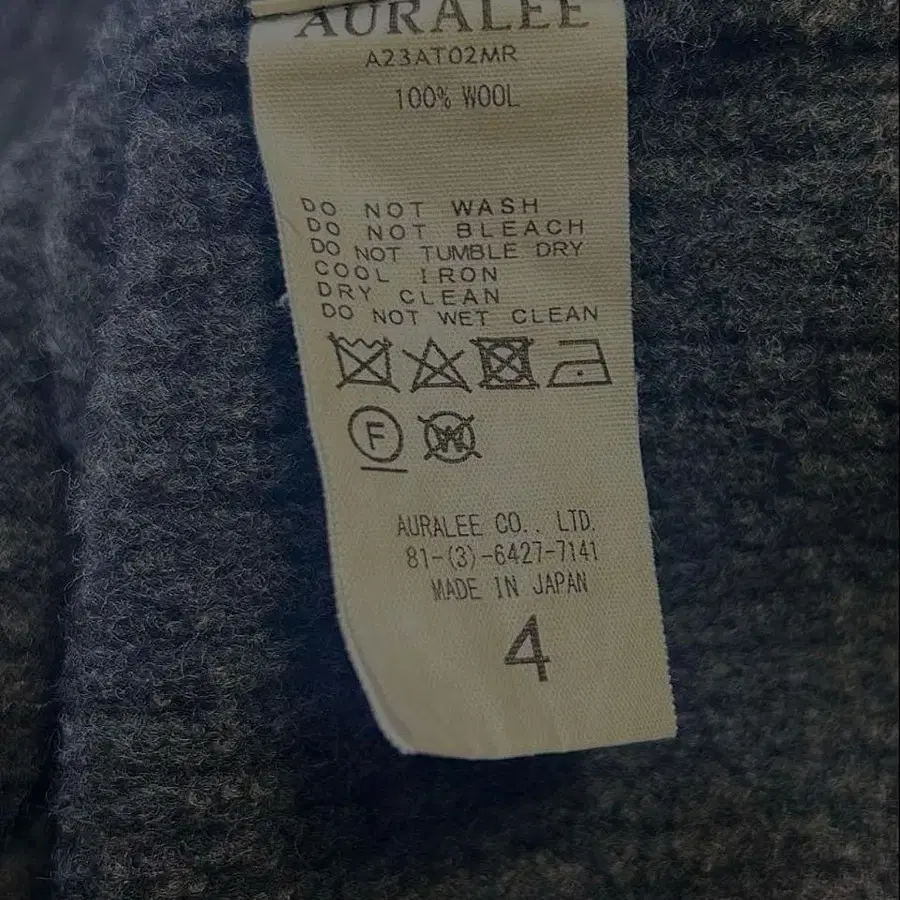 AURALEE
A23AT02MR
100% WOOL
DO NOT WASH
DO NOT BLEACH
DO NOT TUMBLE DRY
COOL IRON
DRY CLEAN
DO NOT WET CLEAN
F W
AURALEE CO., LTD.
81-(3)-6427-7141
MADE IN JAPAN
4